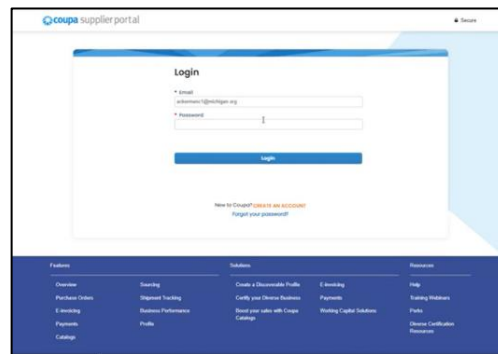 coupa supplier portal
Secure
Login
* Email
ackermanc1@michigan.org
* Password
Login
New to Coupa? CREATE AN ACCOUNT
Forgot your password?
Features
Overview
Purchase Orders
E-invoicing
Payments
Catalogs
Sourcing
Shipment Tracking
Business Performance
Profile
Solutions
Create a Discoverable Profile
Certify your Diverse Business
Boost your sales with Coupa
Catalogs
E-invoicing
Payments
Working Capital Solutions
Resources
Help
Training Webinars
Perks
Diverse Certification
Resources